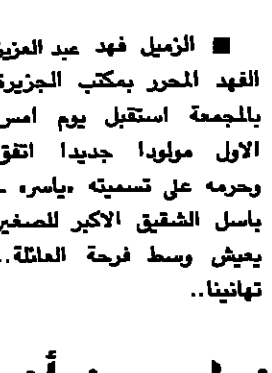 ■ الزميل فهد عبد العزيز
الفهد المحرر بمكتب الجزيرة
بالمجمعة استقبل يوم امس
الاول مولودا جديدا اتفق
وحرمه على تسميته «ياسر» ـ
باسل الشقيق الاكبر للصغير
يعيش وسط فرحة العائلة..
تهانينا..